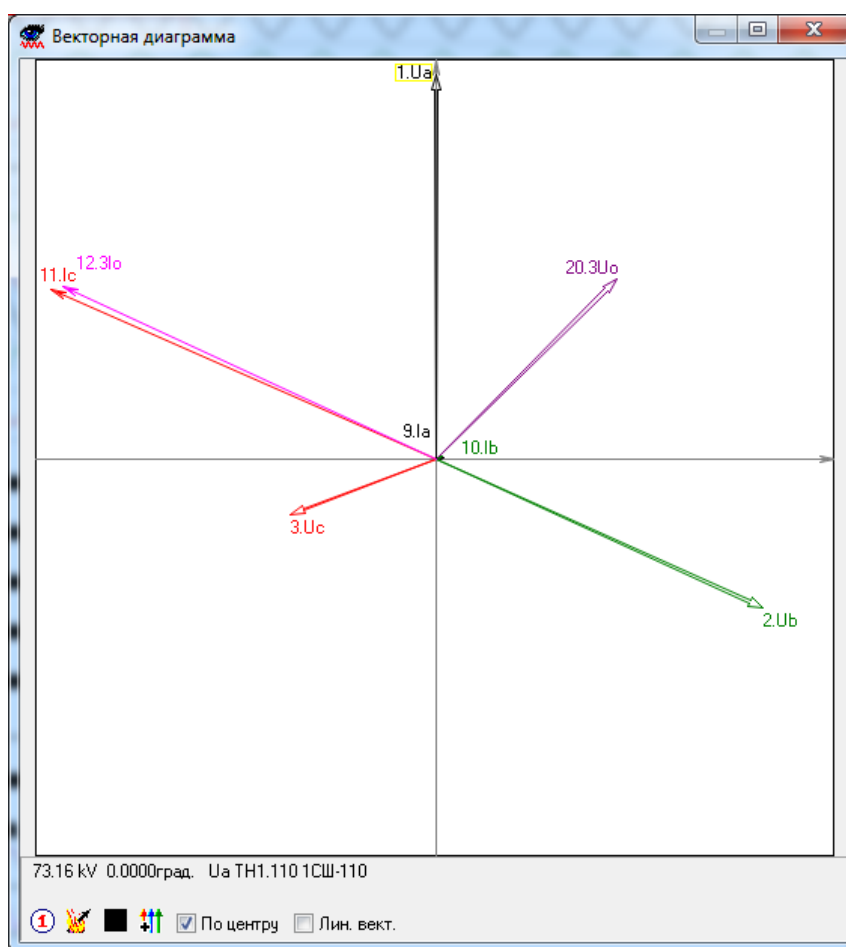 Векторная диаграмма
1.Ua
20.3Uo
12.3Io
11.Ic
9.Ia
10.Ib
3.Uc
2.Ub
73.16 kV 0.0000град. Ua ТН1.110 1СШ-110
1 По центру Лин. вект.